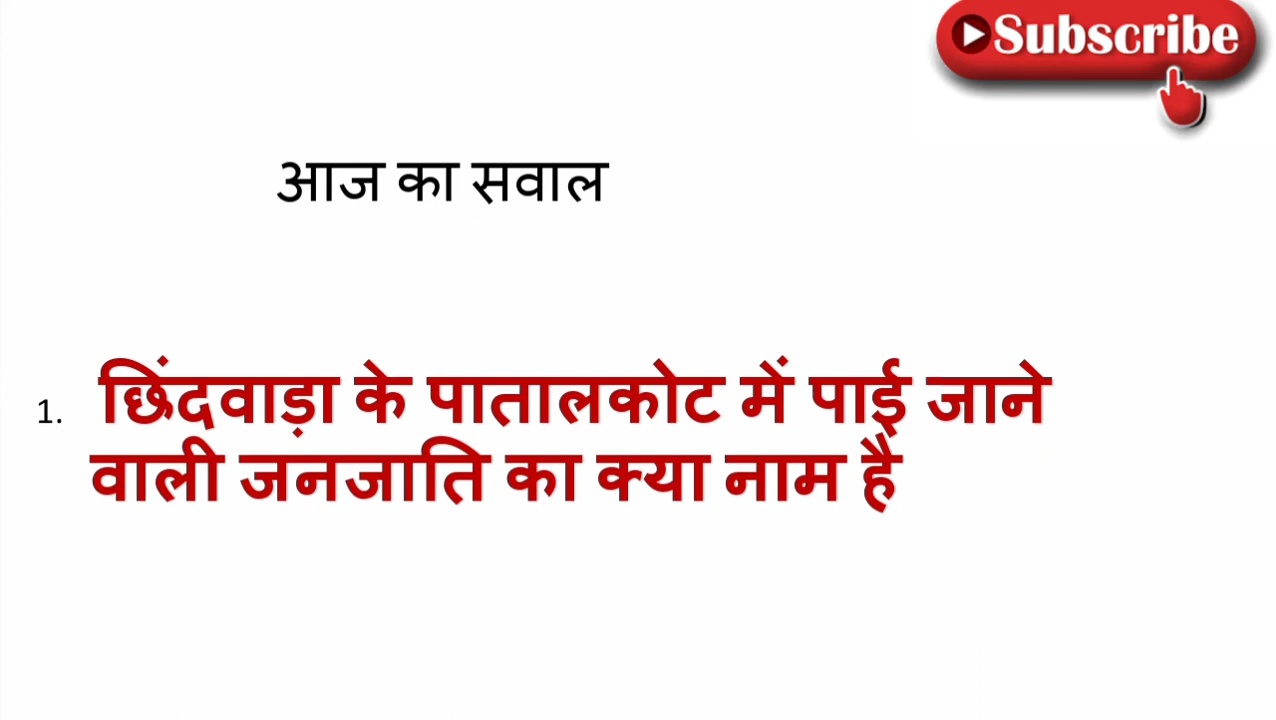 Subscribe
आज का सवाल
1. छिंदवाड़ा के पातालकोट में पाई जाने
वाली जनजाति का क्या नाम है